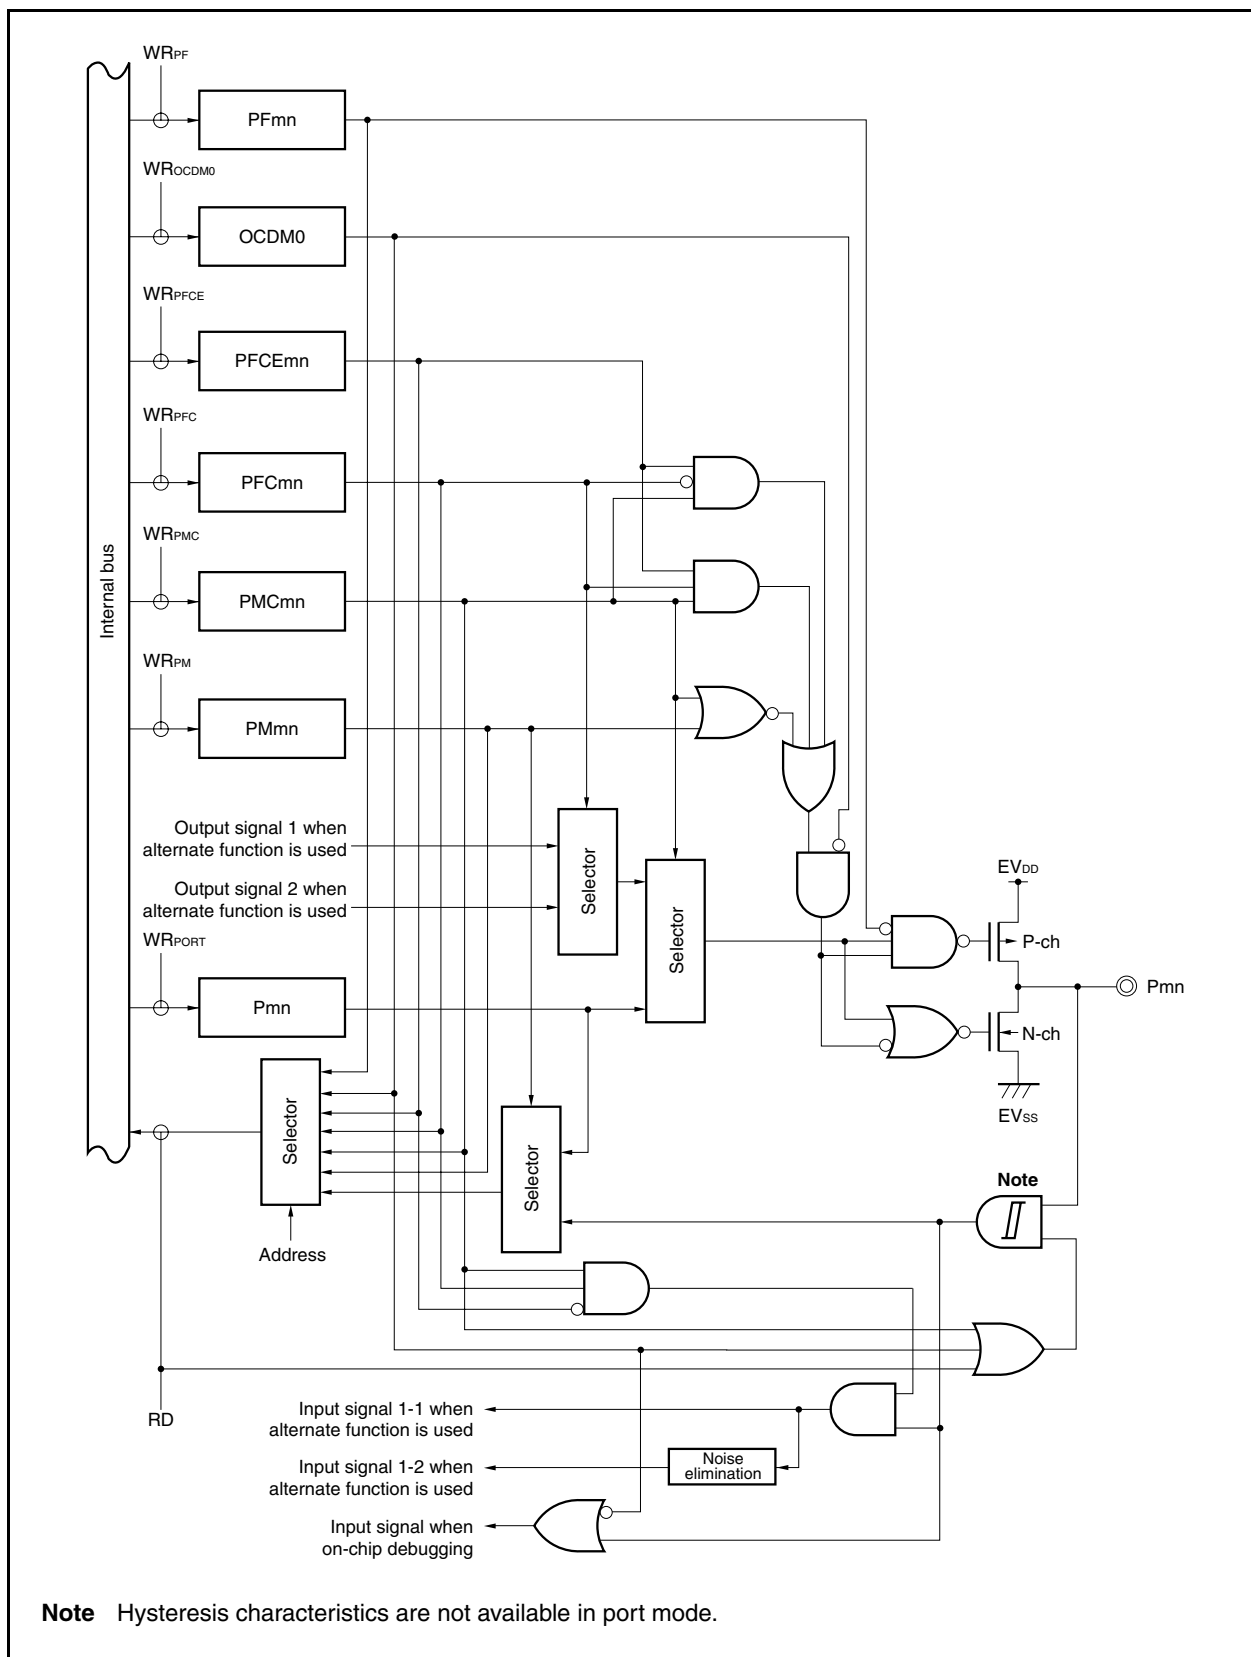 WRPF
PFmn
WROCDM0
OCDM0
WRPFCE
PFCEmn
WRPFC
PFCmn
WRPMC
PMCmn
Internal bus
WRPM
PMmn
Output signal 1 when
alternate function is used
Output signal 2 when
alternate function is used
Selector
Selector
EVDD
P-ch
WRPORT
Pmn
Pmn
N-ch
EVSS
Selector
Selector
Note
Address
RD
Input signal 1-1 when
alternate function is used
Input signal 1-2 when
alternate function is used
Noise
elimination
Input signal when
on-chip debugging
Note Hysteresis characteristics are not available in port mode.